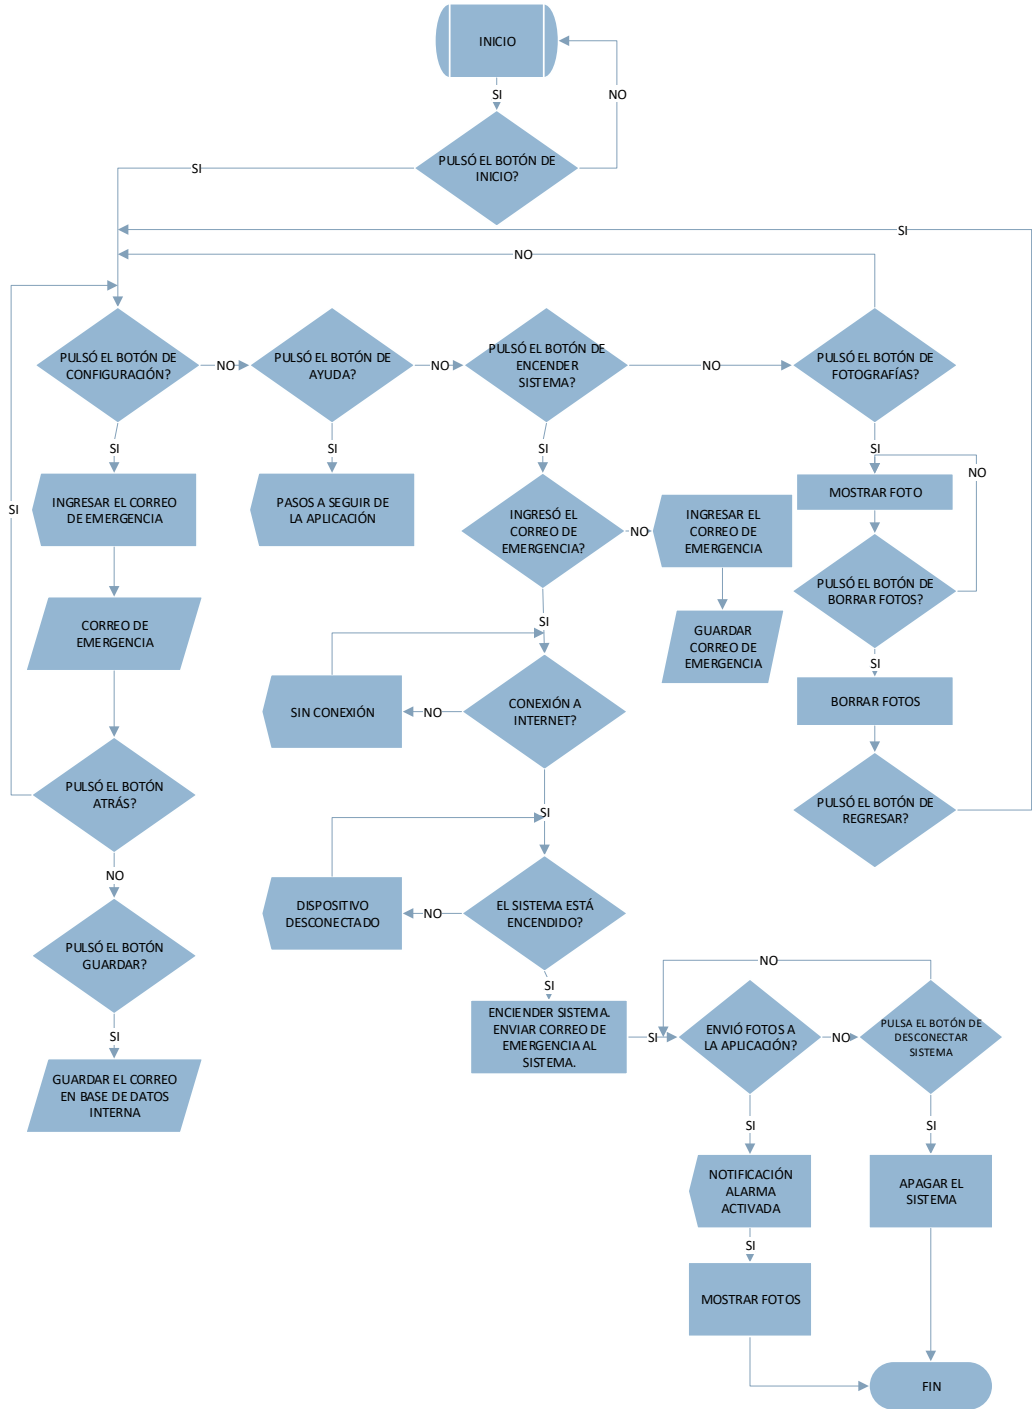 INICIO
SI
NO
PULSÓ EL BOTÓN DE
INICIO?
SI
SI
NO
PULSÓ EL BOTÓN DE
CONFIGURACIÓN?
NO
PULSÓ EL BOTÓN DE
AYUDA?
NO
PULSÓ EL BOTÓN DE
ENCENDER
SISTEMA?
NO
PULSÓ EL BOTÓN DE
FOTOGRAFÍAS?
SI
SI
SI
SI
NO
INGRESAR EL CORREO
DE EMERGENCIA
PASOS A SEGUIR DE
LA APLICACIÓN
INGRESÓ EL
CORREO DE
EMERGENCIA?
NO
INGRESAR EL
CORREO DE
EMERGENCIA
MOSTRAR FOTO
SI
PULSÓ EL BOTÓN DE
BORRAR FOTOS?
CORREO DE
EMERGENCIA
SI
GUARDAR
CORREO DE
EMERGENCIA
SI
SIN CONEXIÓN
NO
CONEXIÓN A
INTERNET?
BORRAR FOTOS
PULSÓ EL BOTÓN
ATRÁS?
SI
PULSÓ EL BOTÓN DE
REGRESAR?
NO
DISPOSITIVO
DESCONECTADO
NO
EL SISTEMA ESTÁ
ENCENDIDO?
PULSÓ EL BOTÓN
GUARDAR?
SI
NO
SI
ENCIENDER SISTEMA.
ENVIAR CORREO DE
EMERGENCIA AL
SISTEMA.
SI
ENVIÓ FOTOS A
LA APLICACIÓN?
NO
PULSA EL BOTÓN DE
DESCONECTAR
SISTEMA
GUARDAR EL CORREO
EN BASE DE DATOS
INTERNA
SI
SI
NOTIFICACIÓN
ALARMA
ACTIVADA
APAGAR EL
SISTEMA
SI
MOSTRAR FOTOS
FIN